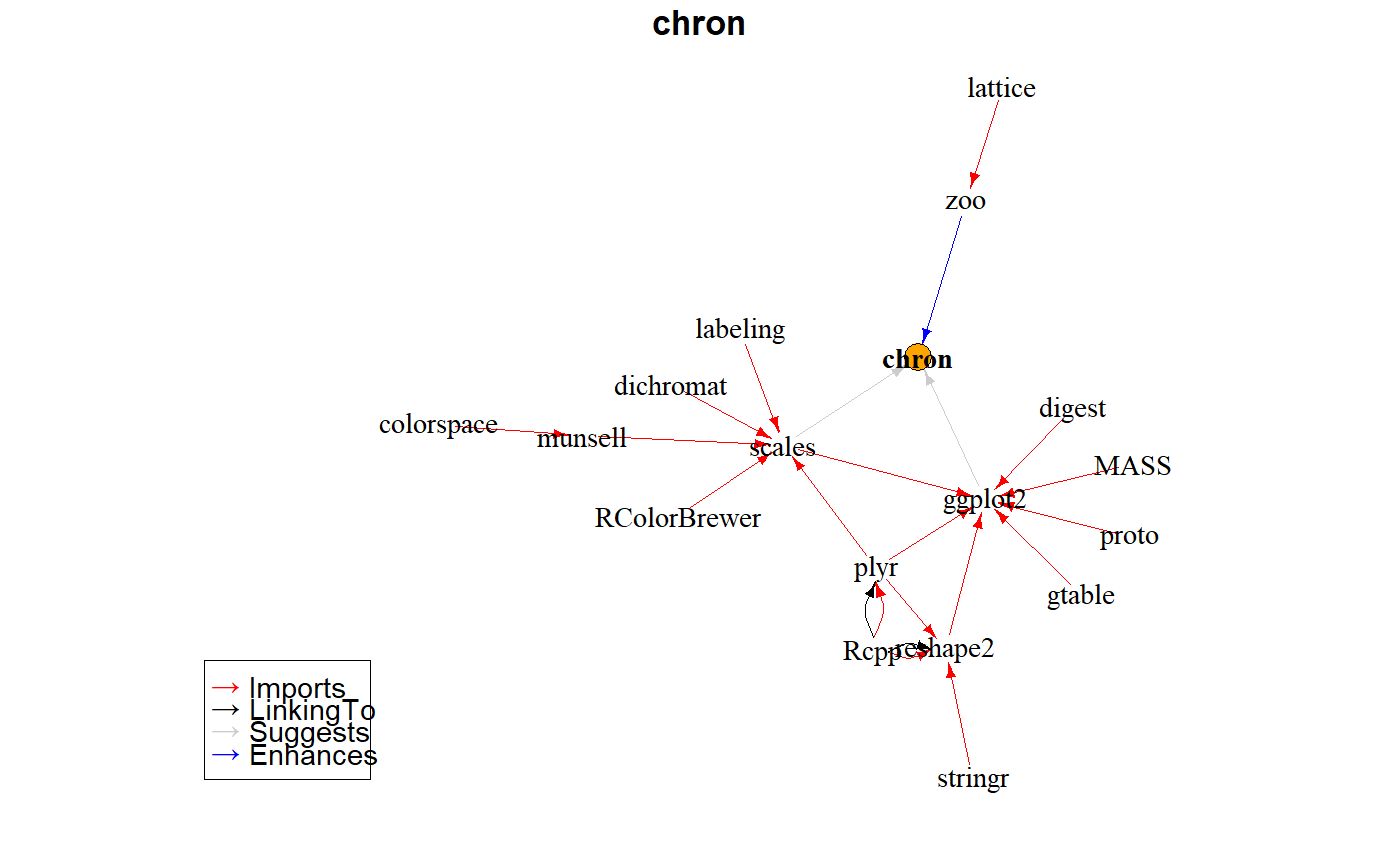 chron
lattice
zoo
labeling
chron
dichromat
digest
colorspace
munsell
scales
MASS
ggplot2
RColorBrewer
proto
plyr
gtable
Rcpp
reshape2
Imports
LinkingTo
Suggests
Enhances
stringr